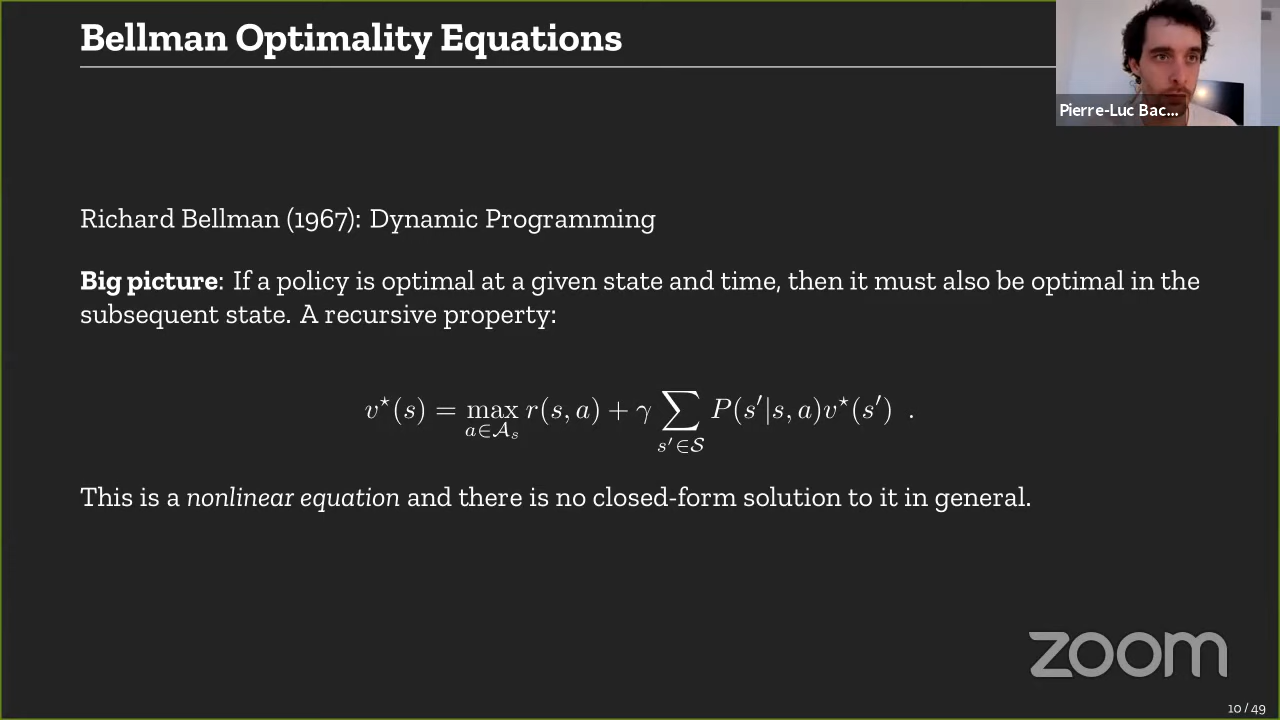 Bellman Optimality Equations
Pierre-Luc Bac...
Richard Bellman (1967): Dynamic Programming
Big picture: If a policy is optimal at a given state and time, then it must also be optimal in the
subsequent state. A recursive property:
v⋆(s) = max_{a∈𝒜_s} r(s, a) + γ ∑_{s′∈𝒮} P(s′|s, a)v⋆(s′) .
This is a nonlinear equation and there is no closed-form solution to it in general.
zoom
10 / 49